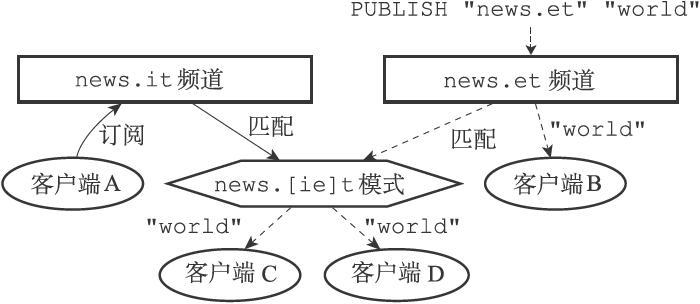 PUBLISH "news.et" "world"
news.it 频道
news.et 频道
订阅
匹配
匹配
"world"
客户端A
news.[ie]t 模式
客户端B
"world"
"world"
客户端 C
客户端 D